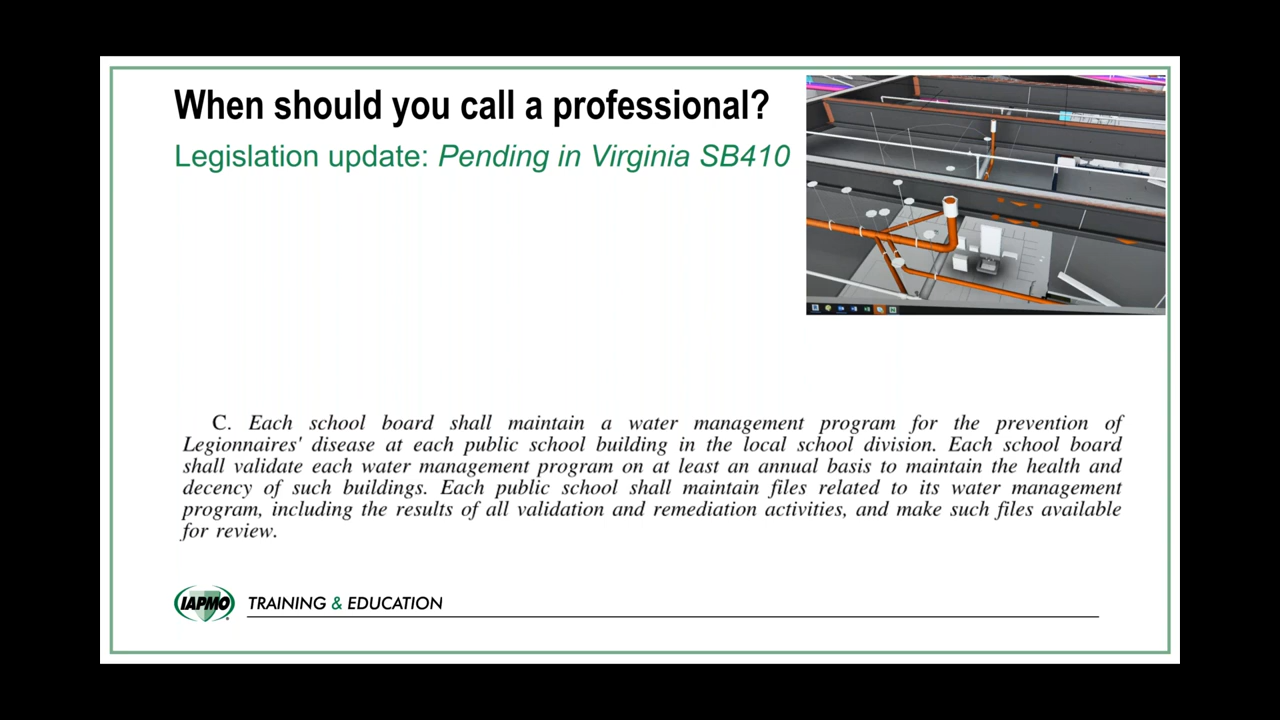 When should you call a professional?
Legislation update: Pending in Virginia SB410
C. Each school board shall maintain a water management program for the prevention of
Legionnaires' disease at each public school building in the local school division. Each school board
shall validate each water management program on at least an annual basis to maintain the health and
decency of such buildings. Each public school shall maintain files related to its water management
program, including the results of all validation and remediation activities, and make such files available
for review.
IAPMO TRAINING & EDUCATION